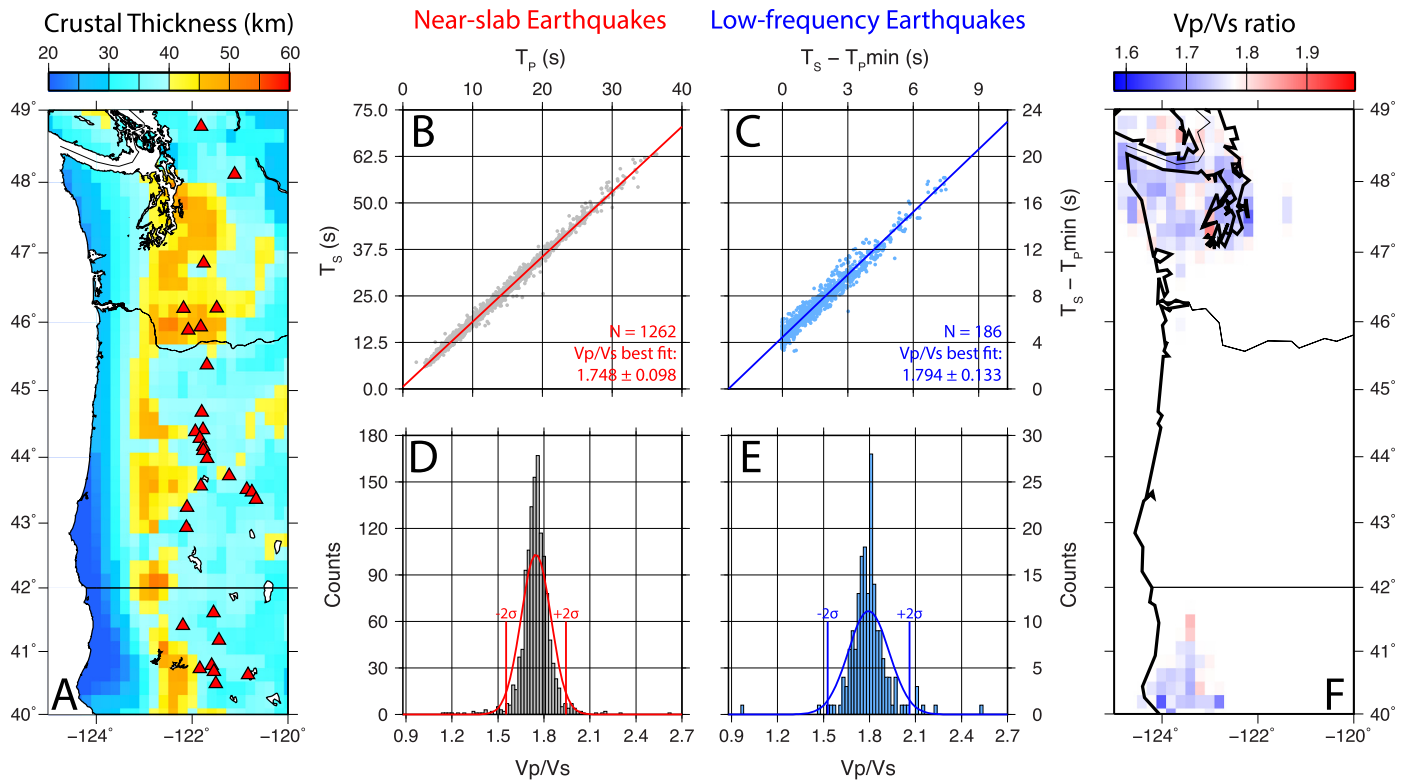 Crustal Thickness (km)
20 30 40 50 60
49°
48°
47°
46°
45°
44°
43°
42°
41°
40°
A
−124° −122° −120°
Near-slab Earthquakes
T_P (s)
0 10 20 30 40
75.0
62.5
50.0
37.5
25.0
12.5
0.0
T_S (s)
B
N = 1262
Vp/Vs best fit:
1.748 ± 0.098
Low-frequency Earthquakes
T_S − T_Pmin (s)
0 3 6 9
C
24
20
16
12
8
4
0
T_S − T_Pmin (s)
N = 186
Vp/Vs best fit:
1.794 ± 0.133
D
180
150
120
90
60
30
0
Counts
-2σ +2σ
0.9 1.2 1.5 1.8 2.1 2.4 2.7
Vp/Vs
E
30
25
20
15
10
5
0
Counts
-2σ +2σ
0.9 1.2 1.5 1.8 2.1 2.4 2.7
Vp/Vs
Vp/Vs ratio
1.6 1.7 1.8 1.9
49°
48°
47°
46°
45°
44°
43°
42°
41°
40°
F
−124° −122° −120°